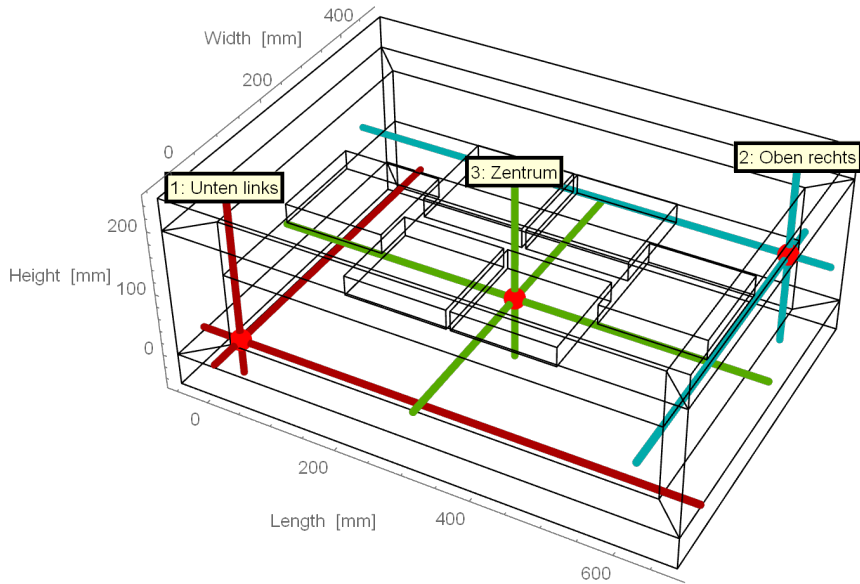 400
Width [mm]
200
0
2: Oben rechts
3: Zentrum
1: Unten links
200
Height [mm]
100
0
0
200
Length [mm]
400
600